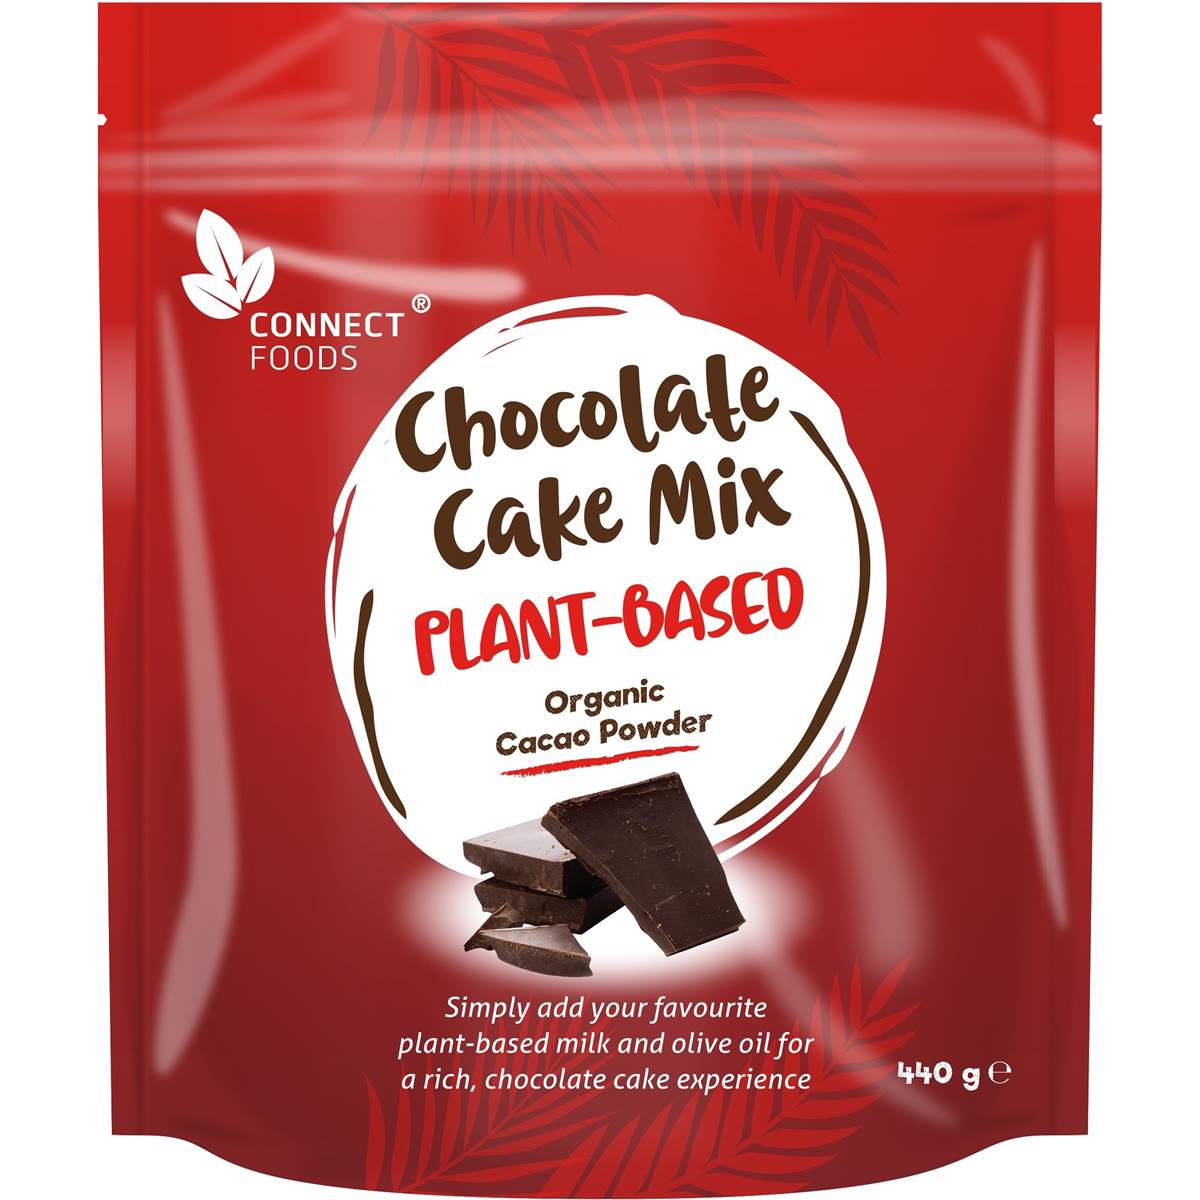 CONNECT®
FOODS
Chocolate
Cake Mix
PLANT-BASED
Organic
Cacao Powder
Simply add your favourite
plant-based milk and olive oil for
a rich, chocolate cake experience
440 g ℮